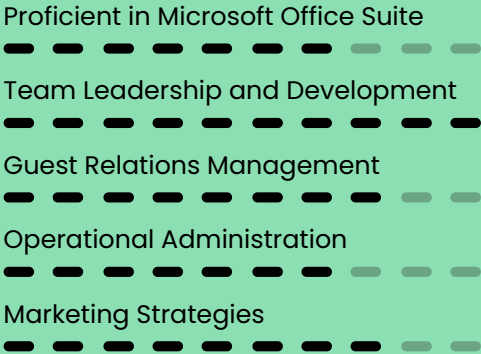 Proficient in Microsoft Office Suite
Team Leadership and Development
Guest Relations Management
Operational Administration
Marketing Strategies